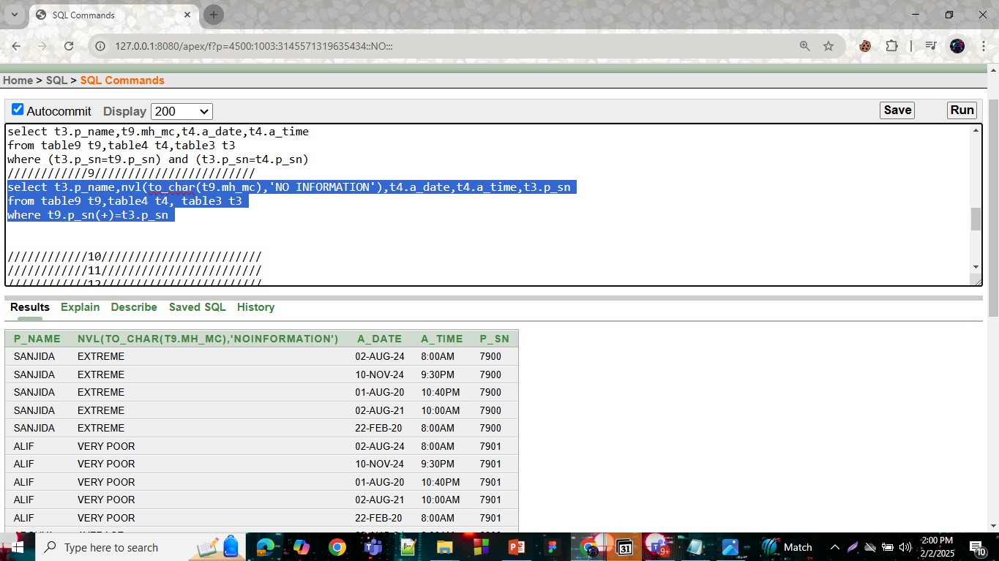 SQL Commands
127.0.0.1:8080/apex/f?p=4500:1003:3145571319635434::NO:::
Home > SQL > SQL Commands
Autocommit Display 200 Save Run
select t3.p_name,t9.mh_mc,t4.a_date,t4.a_time
from table9 t9,table4 t4,table3 t3
where (t3.p_sn=t9.p_sn) and (t3.p_sn=t4.p_sn)
////////////9////////////////////////
select t3.p_name,nvl(to_char(t9.mh_mc),'NO INFORMATION'),t4.a_date,t4.a_time,t3.p_sn
from table9 t9,table4 t4, table3 t3
where t9.p_sn(+)=t3.p_sn
////////////10////////////////////////
////////////11////////////////////////
////////////12////////////////////////
Results Explain Describe Saved SQL History
P_NAME NVL(TO_CHAR(T9.MH_MC),'NOINFORMATION') A_DATE A_TIME P_SN
SANJIDA EXTREME 02-AUG-24 8:00AM 7900
SANJIDA EXTREME 10-NOV-24 9:30PM 7900
SANJIDA EXTREME 01-AUG-20 10:40PM 7900
SANJIDA EXTREME 02-AUG-21 10:00AM 7900
SANJIDA EXTREME 22-FEB-20 8:00AM 7900
ALIF VERY POOR 02-AUG-24 8:00AM 7901
ALIF VERY POOR 10-NOV-24 9:30PM 7901
ALIF VERY POOR 01-AUG-20 10:40PM 7901
ALIF VERY POOR 02-AUG-21 10:00AM 7901
ALIF VERY POOR 22-FEB-20 8:00AM 7901
Type here to search 31 9+ Match 2:00 PM
2/2/2025 10